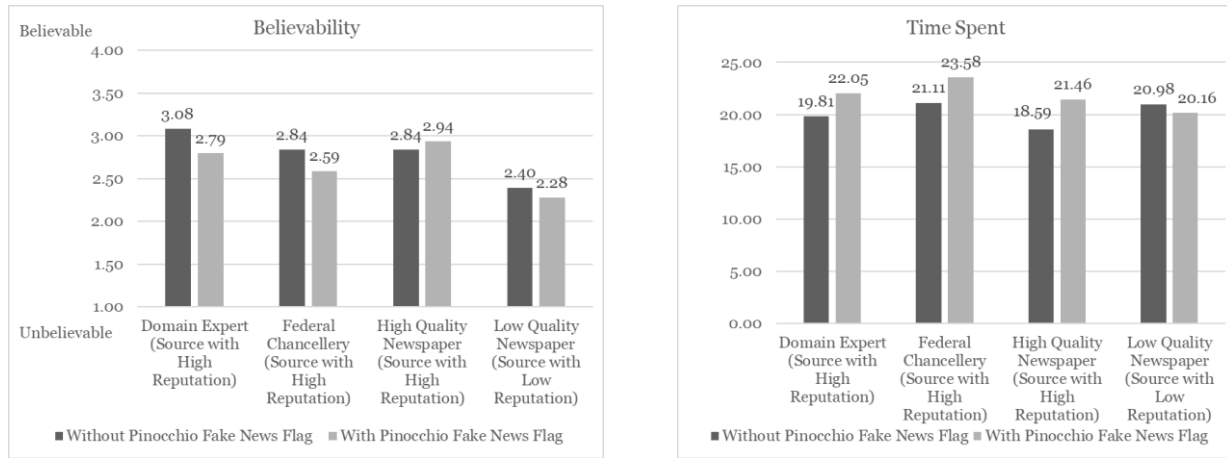 Believable
Believability
4.00
3.50
3.00
2.50
2.00
1.50
1.00
3.08
2.79
2.84
2.59
2.84
2.94
2.40
2.28
Unbelievable
Domain Expert
(Source with
High
Reputation)
Federal
Chancellery
(Source with
High
Reputation)
High Quality
Newspaper
(Source with
High
Reputation)
Low Quality
Newspaper
(Source with
Low
Reputation)
Without Pinocchio Fake News Flag
With Pinocchio Fake News Flag
Time Spent
25.00
20.00
15.00
10.00
5.00
0.00
19.81
22.05
21.11
23.58
18.59
21.46
20.98
20.16
Domain Expert
(Source with
High
Reputation)
Federal
Chancellery
(Source with
High
Reputation)
High Quality
Newspaper
(Source with
High
Reputation)
Low Quality
Newspaper
(Source with
Low
Reputation)
Without Pinocchio Fake News Flag
With Pinocchio Fake News Flag